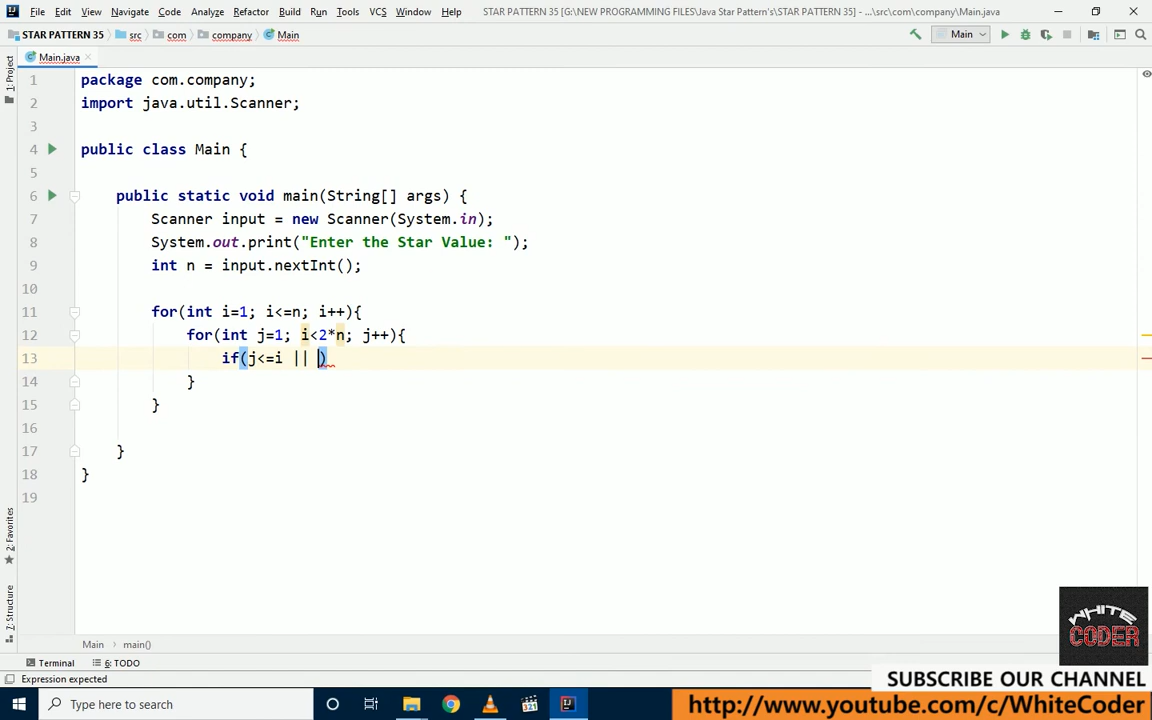 File Edit View Navigate Code Analyze Refactor Build Run Tools VCS Window Help STAR PATTERN 35 [G:\NEW PROGRAMMING FILES\Java Star Pattern's\STAR PATTERN 35] - ...\src\com\company\Main.java
STAR PATTERN 35 src com company Main Main
Main.java
1: Project
1 package com.company;
2 import java.util.Scanner;
3
4 public class Main {
5
6 public static void main(String[] args) {
7 Scanner input = new Scanner(System.in);
8 System.out.print("Enter the Star Value: ");
9 int n = input.nextInt();
10
11 for(int i=1; i<=n; i++){
12 for(int j=1; i<2*n; j++){
13 if(j<=i || )
14 }
15 }
16
17 }
18 }
19
2: Favorites
7: Structure
WHITE
CODER
Main main()
Terminal 6: TODO
Expression expected
SUBSCRIBE OUR CHANNEL
Type here to search
321
http://www.youtube.com/c/WhiteCoder